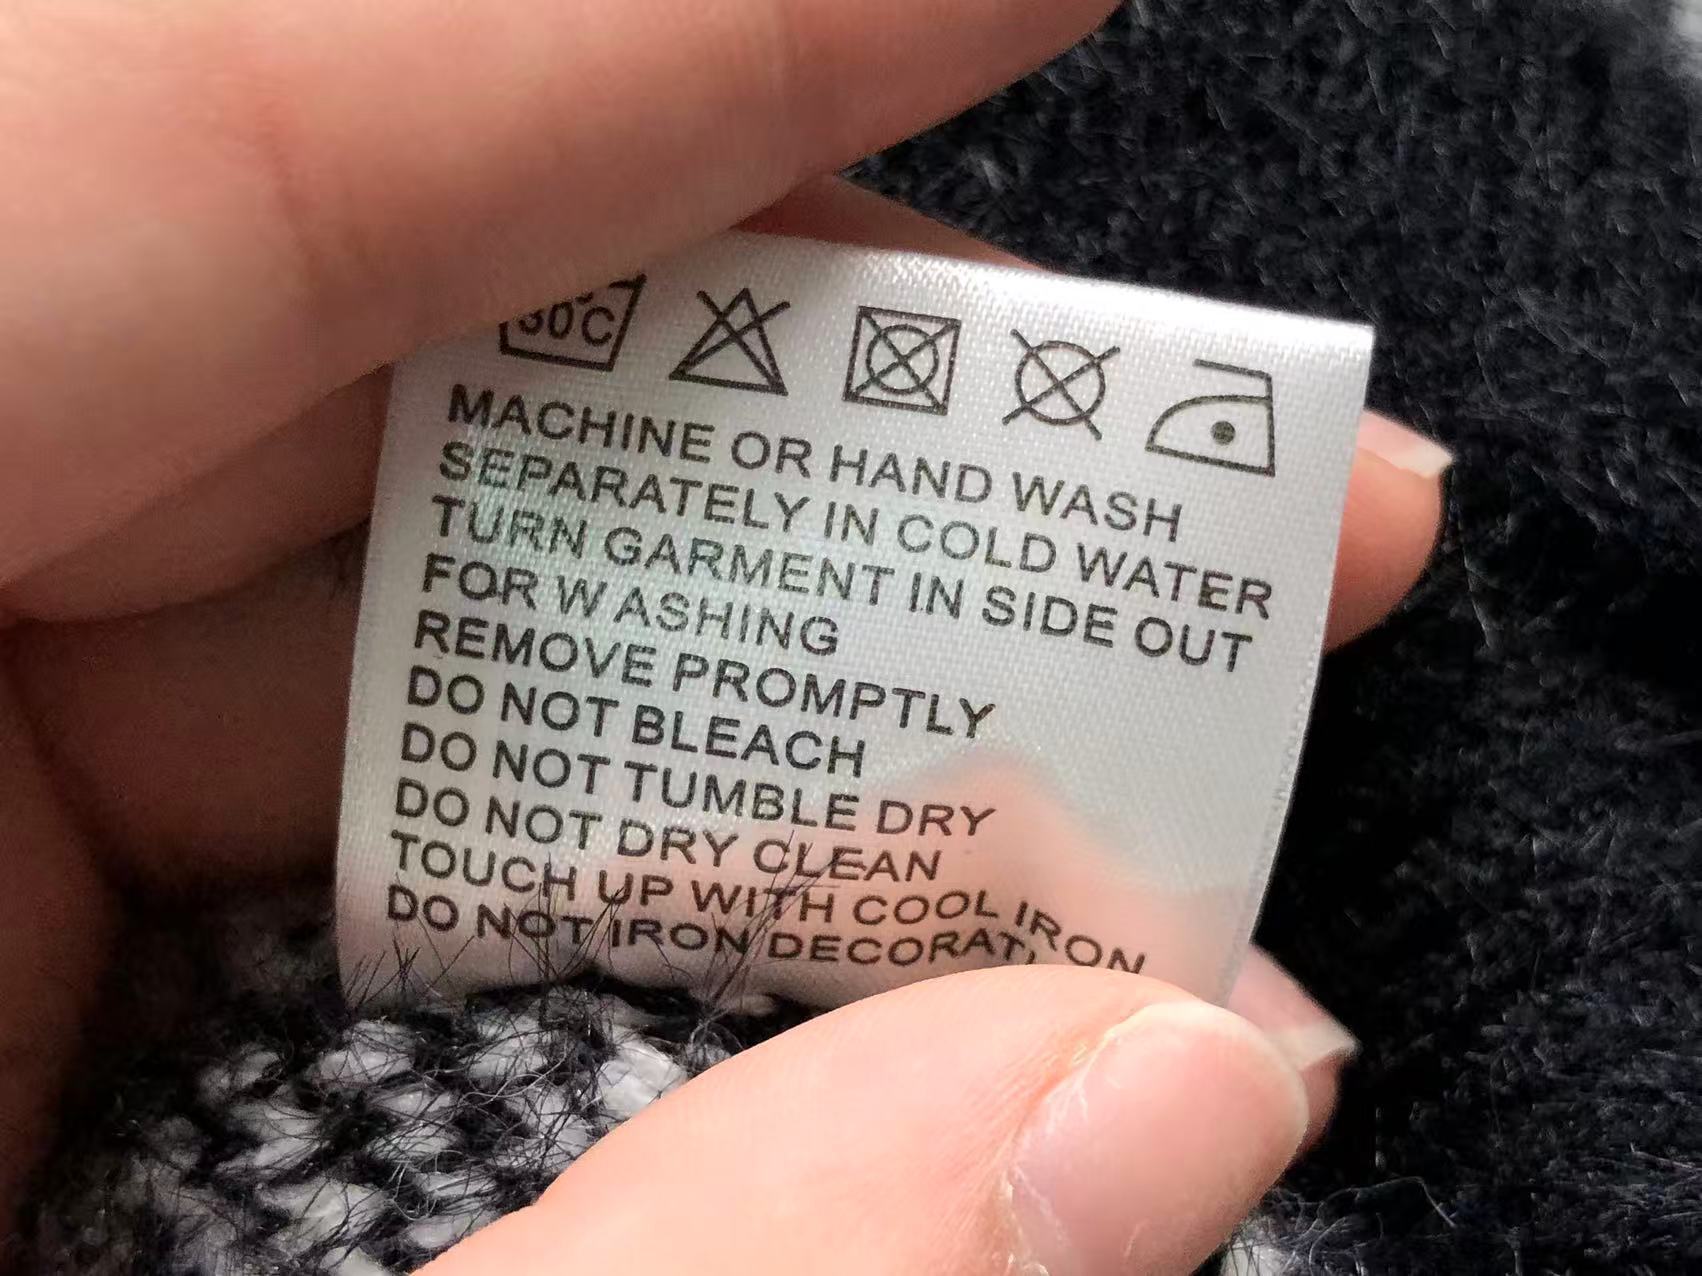 30°C
MACHINE OR HAND WASH
SEPARATELY IN COLD WATER
TURN GARMENT IN SIDE OUT
FOR WASHING
REMOVE PROMPTLY
DO NOT BLEACH
DO NOT TUMBLE DRY
DO NOT DRY CLEAN
TOUCH UP WITH COOL IRON
DO NOT IRON